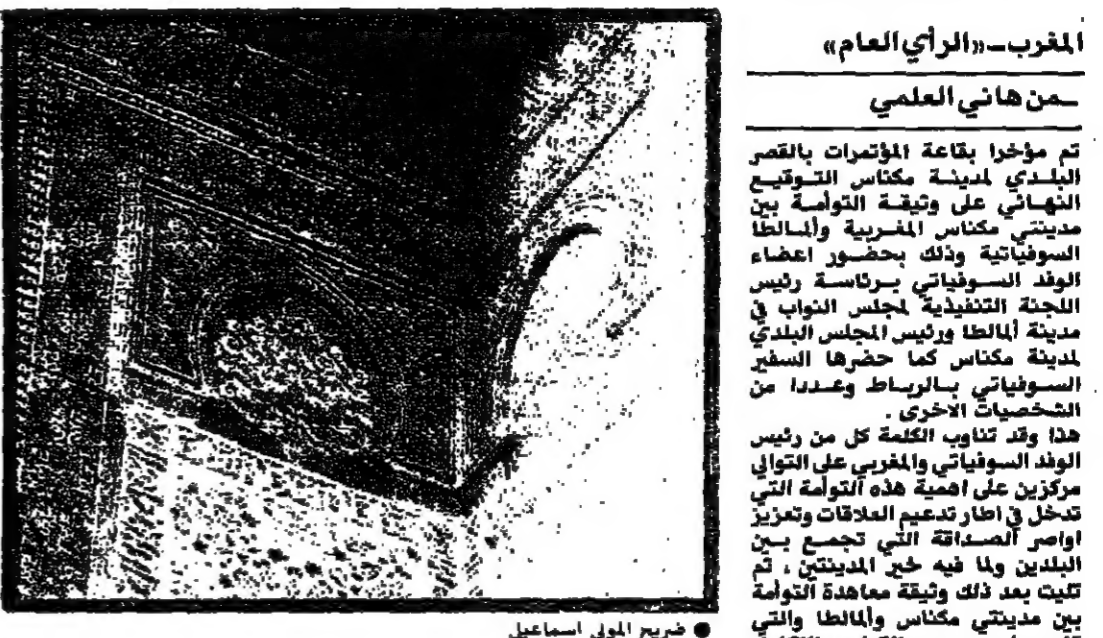 المغرب ـ «الرأي العام»
ـ من هاني العلمي
تم مؤخرا بقاعة المؤتمرات بالقصر
البلدي لمدينة مكناس التوقيع
النهائي على وثيقة التوأمة بين
مدينتي مكناس المغربية وألمالطا
السوفياتية وذلك بحضور اعضاء
الوفد السوفياتي برئاسة رئيس
اللجنة التنفيذية لمجلس النواب في
مدينة ألمالطا ورئيس المجلس البلدي
لمدينة مكناس كما حضرها السفير
السوفياتي بالرباط وعددا من
الشخصيات الاخرى .
هذا وقد تناوب الكلمة كل من رئيس
الوفد السوفياتي والمغربي على التوالي
مركزين على اهمية هذه التوأمة التي
تدخل في اطار تدعيم العلاقات وتعزيز
اواصر الصداقة التي تجمع بين
البلدين ولما فيه خير المدينتين ، ثم
تليت بعد ذلك وثيقة معاهدة التوأمة
بين مدينتي مكناس وألمالطا والتي
● ضريح المولى اسماعيل